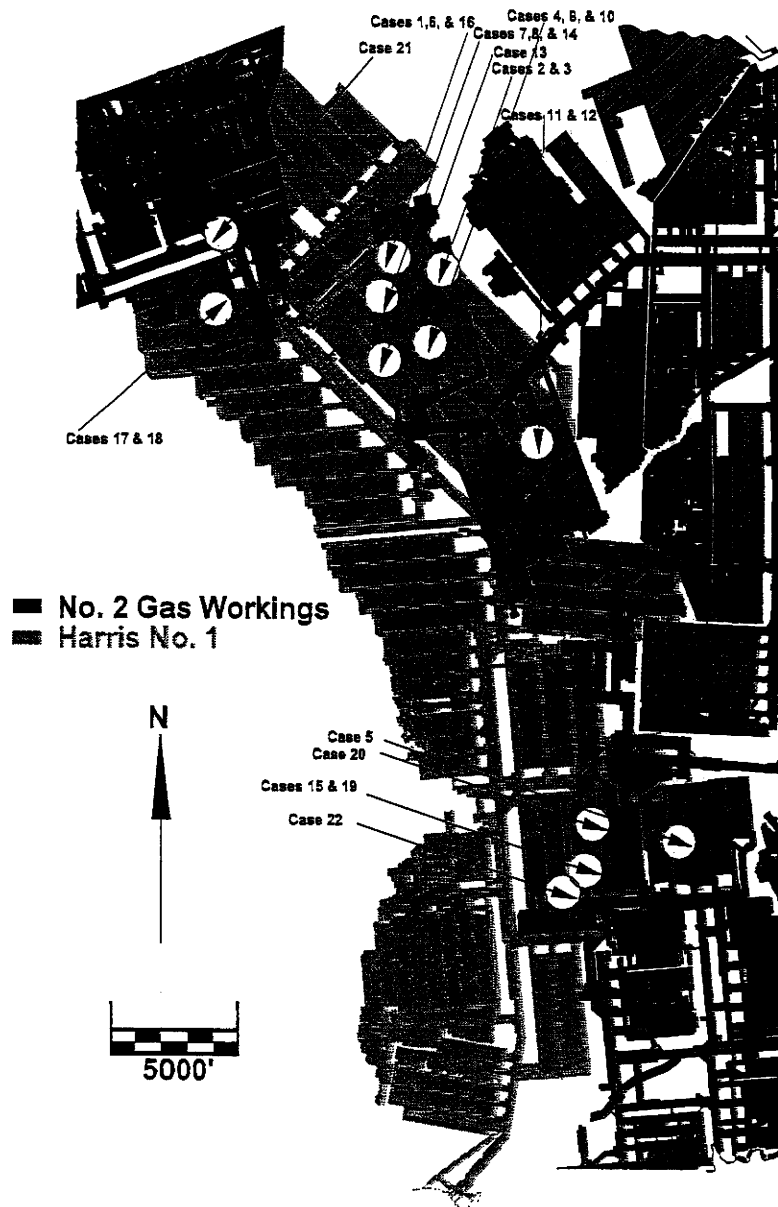 Cases 1,6, & 16
Cases 4, 9, & 10
Cases 7,8, & 14
Case 13
Case 21
Cases 2 & 3
Cases 11 & 12
Cases 17 & 18
No. 2 Gas Workings
Harris No. 1
N
Case 5
Case 20
Cases 15 & 19
Case 22
5000'